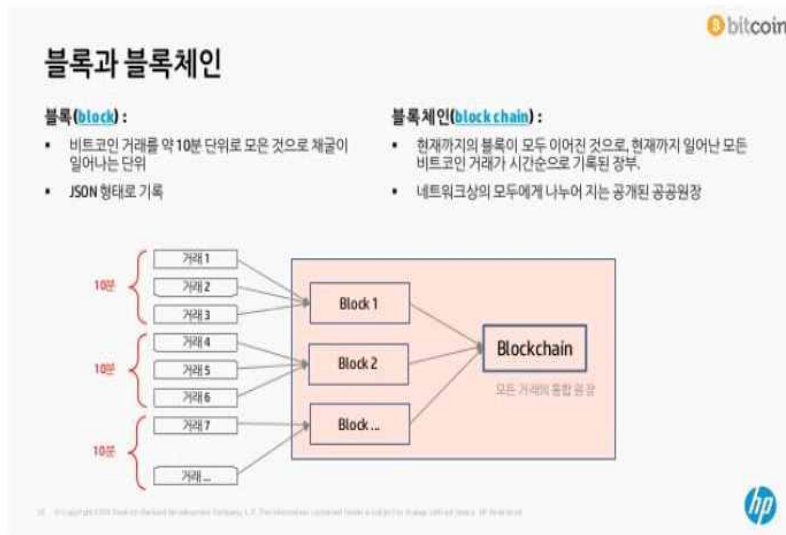 bitcoin
블록과 블록체인
블록(block) :
▪ 비트코인 거래를 약 10분 단위로 모은 것으로 채굴이
일어나는 단위
▪ JSON 형태로 기록
블록체인(block chain) :
▪ 현재까지의 블록이 모두 이어진 것으로, 현재까지 일어난 모든
비트코인 거래가 시간순으로 기록된 장부.
▪ 네트워크상의 모두에게 나누어 지는 공개된 공공원장
10분
거래 1
거래 2
거래 3
10분
거래 4
거래 5
거래 6
10분
거래 7
거래 ...
Block 1
Block 2
Block ...
Blockchain
모든 거래의 통합 원장
hp